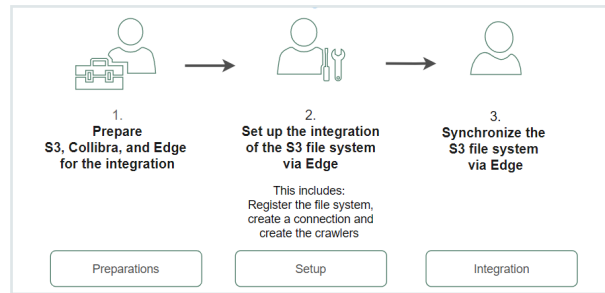 1.
Prepare
S3, Collibra, and Edge
for the integration
2.
Set up the integration
of the S3 file system
via Edge
This includes:
Register the file system,
create a connection and
create the crawlers
3.
Synchronize the
S3 file system
via Edge
Preparations
Setup
Integration